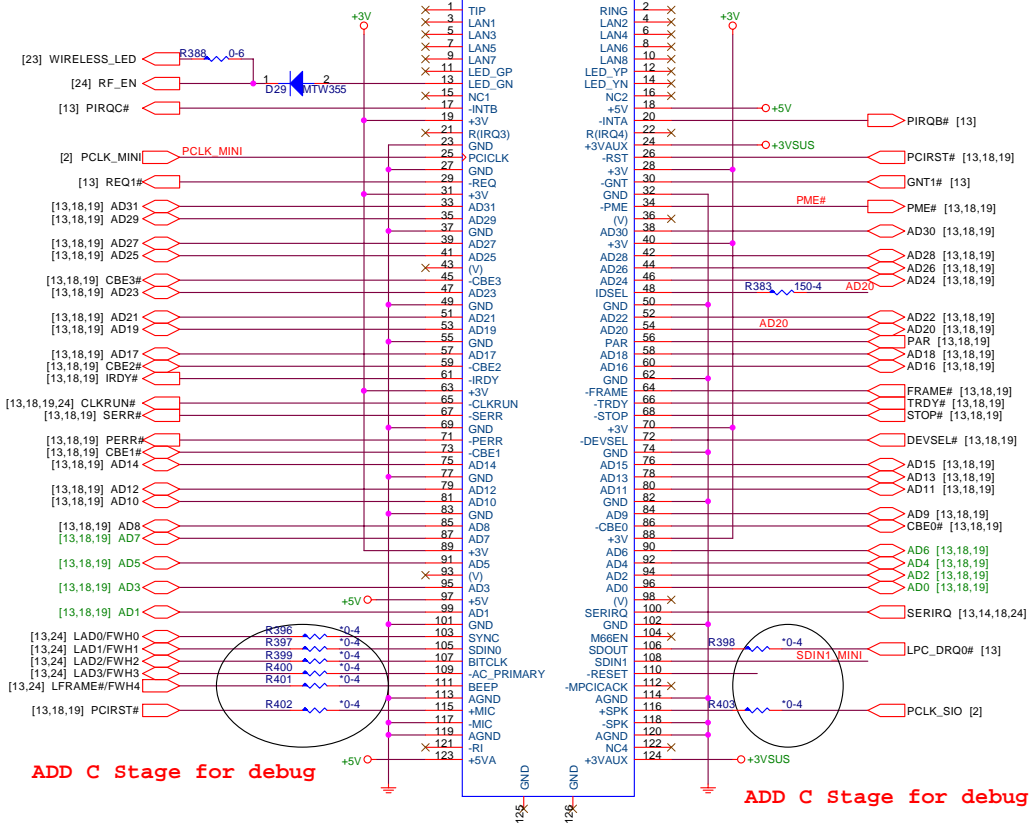 1 TIP RING 2
+3V 3 LAN1 LAN2 4 +3V
5 LAN3 LAN4 6
7 LAN5 LAN6 8
[23] WIRELESS_LED R388 0-6 9 LAN7 LAN8 10
11 LED_GP LED_YP 12
[24] RF_EN 1 2 13 LED_GN LED_YN 14
D29 MTW355
15 NC1 NC2 16
[13] PIRQC# 17 -INTB +5V 18 +5V
19 +3V -INTA 20 PIRQB# [13]
21 R(IRQ3) R(IRQ4) 22
23 GND +3VAUX 24 +3VSUS
[2] PCLK_MINI PCLK_MINI 25 PCICLK -RST 26 PCIRST# [13,18,19]
27 GND +3V 28
[13] REQ1# 29 -REQ -GNT 30 GNT1# [13]
31 +3V GND 32
[13,18,19] AD31 33 AD31 -PME 34 PME# PME# [13,18,19]
[13,18,19] AD29 35 AD29 (V) 36
37 GND AD30 38 AD30 [13,18,19]
[13,18,19] AD27 39 AD27 +3V 40
[13,18,19] AD25 41 AD25 AD28 42 AD28 [13,18,19]
43 (V) AD26 44 AD26 [13,18,19]
[13,18,19] CBE3# 45 -CBE3 AD24 46 AD24 [13,18,19]
[13,18,19] AD23 47 AD23 IDSEL 48 R383 150-4 AD20
49 GND GND 50
[13,18,19] AD21 51 AD21 AD22 52 AD22 [13,18,19]
[13,18,19] AD19 53 AD19 AD20 54 AD20 AD20 [13,18,19]
55 GND PAR 56 PAR [13,18,19]
[13,18,19] AD17 57 AD17 AD18 58 AD18 [13,18,19]
[13,18,19] CBE2# 59 -CBE2 AD16 60 AD16 [13,18,19]
[13,18,19] IRDY# 61 -IRDY GND 62
63 +3V -FRAME 64 FRAME# [13,18,19]
[13,18,19,24] CLKRUN# 65 -CLKRUN -TRDY 66 TRDY# [13,18,19]
[13,18,19] SERR# 67 -SERR -STOP 68 STOP# [13,18,19]
69 GND +3V 70
[13,18,19] PERR# 71 -PERR -DEVSEL 72 DEVSEL# [13,18,19]
[13,18,19] CBE1# 73 -CBE1 GND 74
[13,18,19] AD14 75 AD14 AD15 76 AD15 [13,18,19]
77 GND AD13 78 AD13 [13,18,19]
[13,18,19] AD12 79 AD12 AD11 80 AD11 [13,18,19]
[13,18,19] AD10 81 AD10 GND 82
83 GND AD9 84 AD9 [13,18,19]
[13,18,19] AD8 85 AD8 -CBE0 86 CBE0# [13,18,19]
[13,18,19] AD7 87 AD7 +3V 88
89 +3V AD6 90 AD6 [13,18,19]
[13,18,19] AD5 91 AD5 AD4 92 AD4 [13,18,19]
93 (V) AD2 94 AD2 [13,18,19]
[13,18,19] AD3 95 AD3 AD0 96 AD0 [13,18,19]
+5V 97 +5V (V) 98
[13,18,19] AD1 99 AD1 SERIRQ 100 SERIRQ [13,14,18,24]
101 GND GND 102
[13,24] LAD0/FWH0 R396 *0-4 103 SYNC M66EN 104
[13,24] LAD1/FWH1 R397 *0-4 105 SDIN0 SDOUT 106 R398 *0-4 LPC_DRQ0# [13]
[13,24] LAD2/FWH2 R399 *0-4 107 BITCLK SDIN1 108 SDIN1_MINI
[13,24] LAD3/FWH3 R400 *0-4 109 -AC_PRIMARY -RESET 110
[13,24] LFRAME#/FWH4 R401 *0-4 111 BEEP -MPCICACK 112
113 AGND AGND 114
[13,18,19] PCIRST# R402 *0-4 115 +MIC +SPK 116 R403 *0-4 PCLK_SIO [2]
117 -MIC -SPK 118
119 AGND AGND 120
121 -RI NC4 122
+5V 123 +5VA +3VAUX 124 +3VSUS
ADD C Stage for debug
GND GND
125 126
ADD C Stage for debug